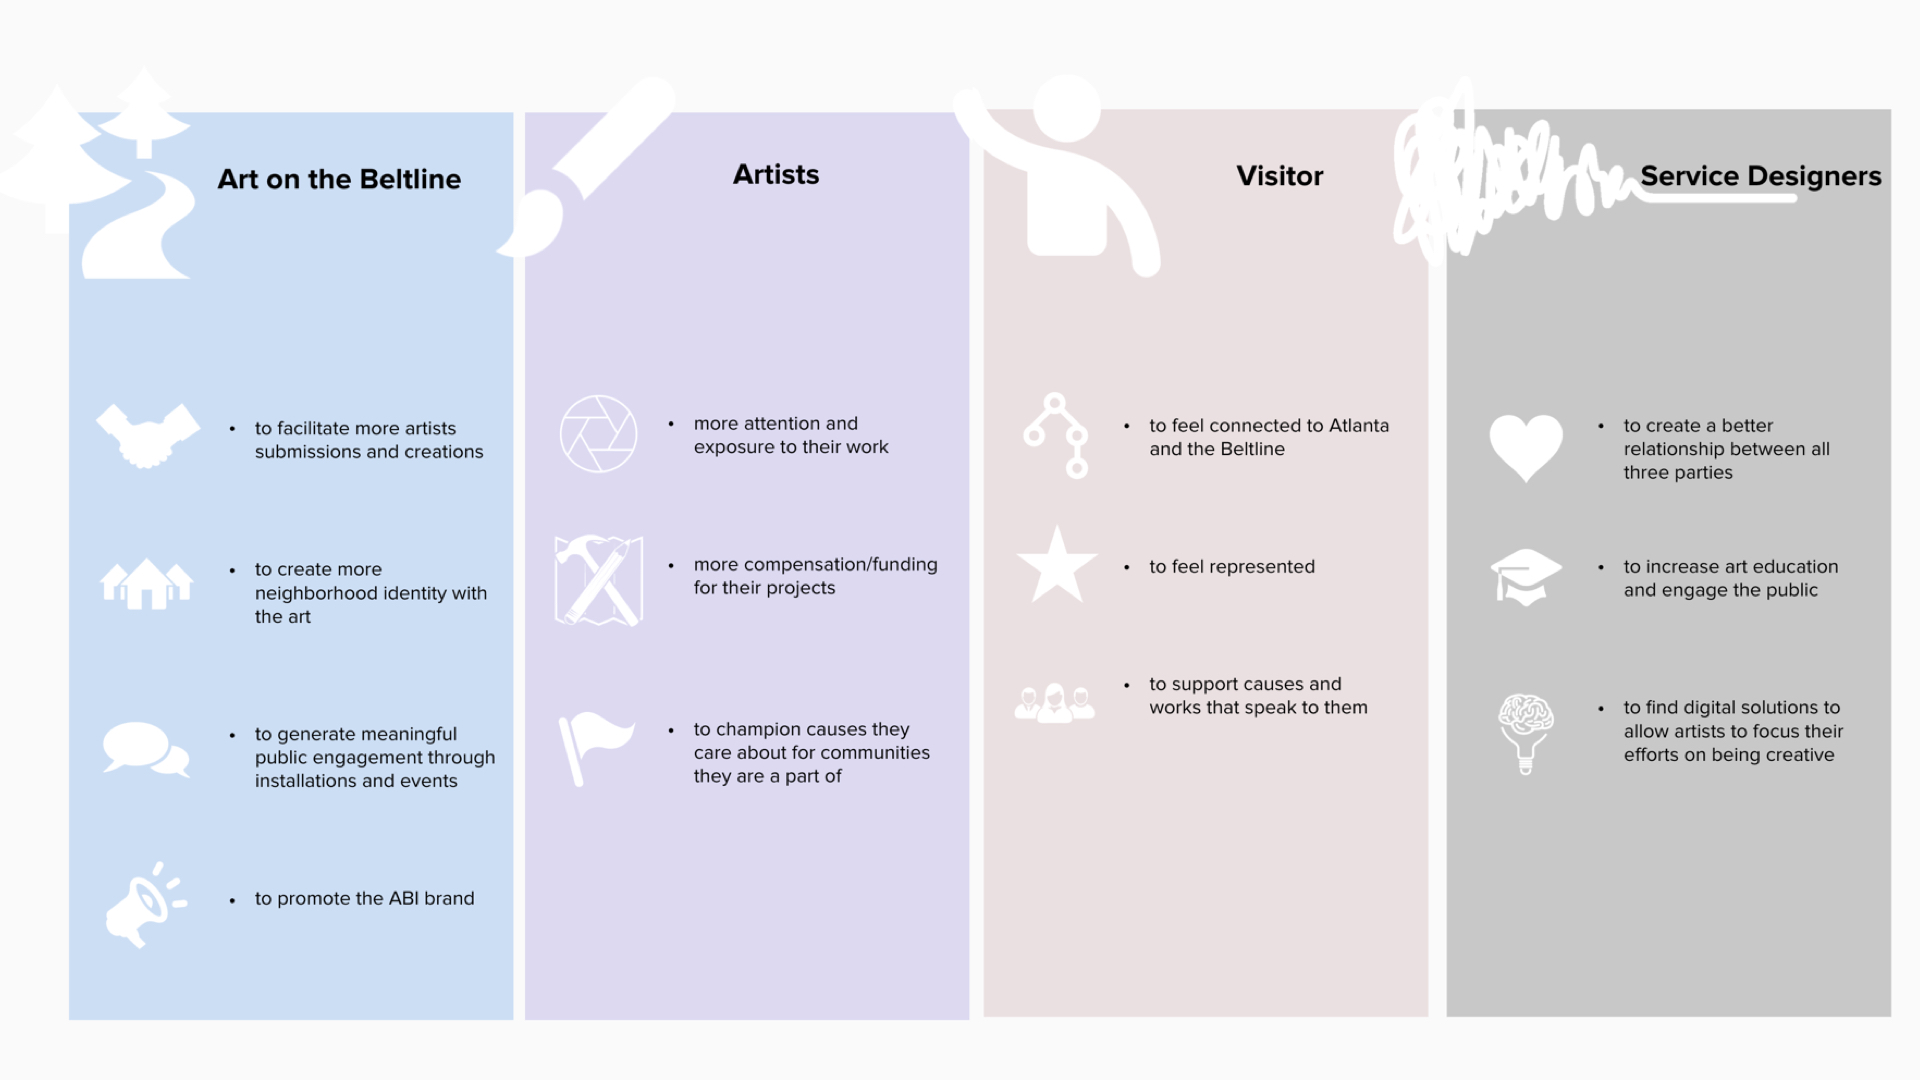 Art on the Beltline
• to facilitate more artists
submissions and creations
• to create more
neighborhood identity with
the art
• to generate meaningful
public engagement through
installations and events
• to promote the ABI brand
Artists
• more attention and
exposure to their work
• more compensation/funding
for their projects
• to champion causes they
care about for communities
they are a part of
Visitor
• to feel connected to Atlanta
and the Beltline
• to feel represented
• to support causes and
works that speak to them
Service Designers
• to create a better
relationship between all
three parties
• to increase art education
and engage the public
• to find digital solutions to
allow artists to focus their
efforts on being creative